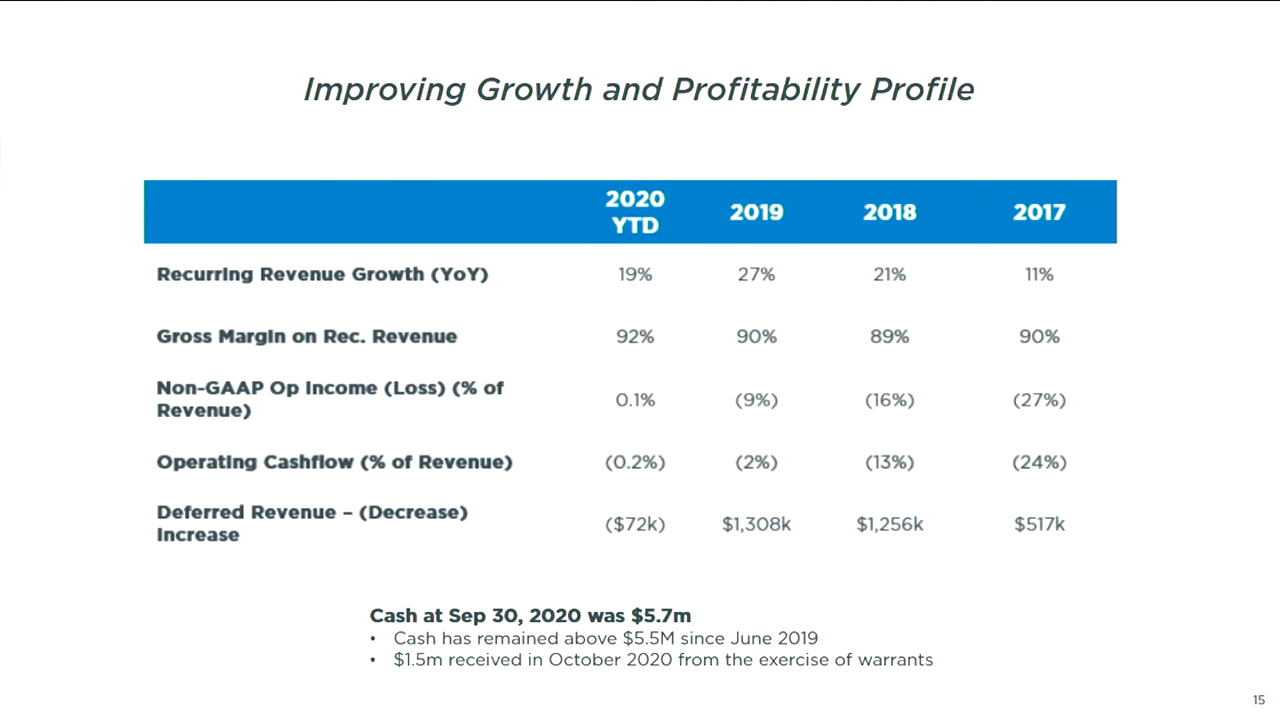 Improving Growth and Profitability Profile
2020 YTD 2019 2018 2017
Recurring Revenue Growth (YoY) 19% 27% 21% 11%
Gross Margin on Rec. Revenue 92% 90% 89% 90%
Non-GAAP Op Income (Loss) (% of
Revenue) 0.1% (9%) (16%) (27%)
Operating Cashflow (% of Revenue) (0.2%) (2%) (13%) (24%)
Deferred Revenue – (Decrease)
Increase ($72k) $1,308k $1,256k $517k
Cash at Sep 30, 2020 was $5.7m
• Cash has remained above $5.5M since June 2019
• $1.5m received in October 2020 from the exercise of warrants
15